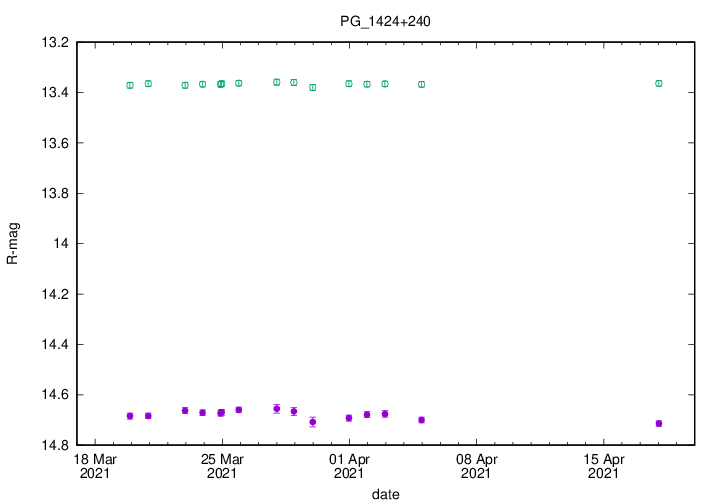 PG_1424+240
13.2
13.4
13.6
13.8
14
14.2
14.4
14.6
14.8
R-mag
18 Mar
2021
25 Mar
2021
01 Apr
2021
08 Apr
2021
15 Apr
2021
date